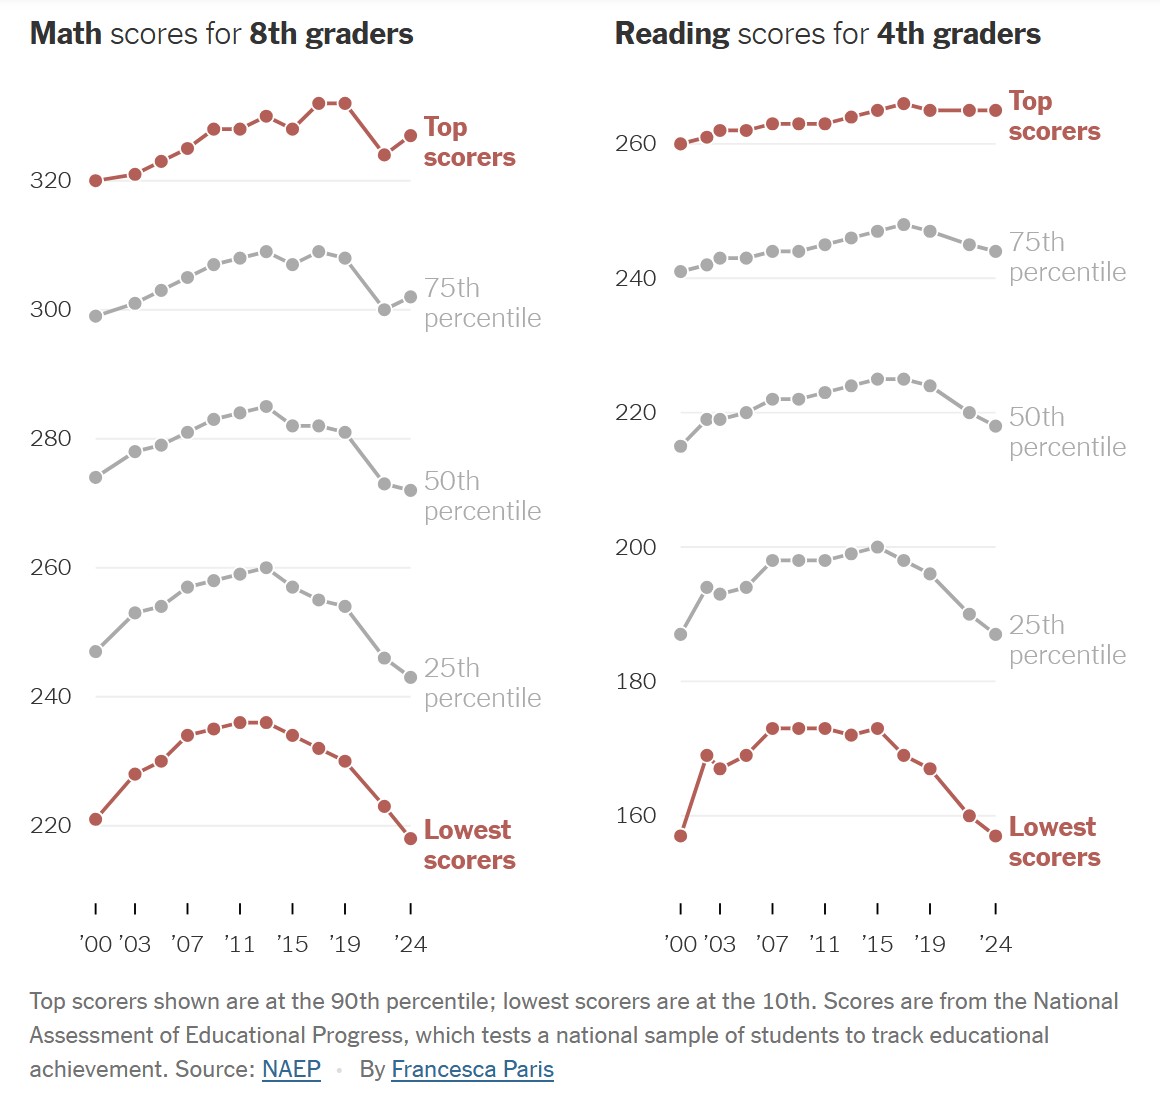 Math scores for 8th graders
320
300
280
260
240
220
Top
scorers
75th
percentile
50th
percentile
25th
percentile
Lowest
scorers
’00 ’03 ’07 ’11 ’15 ’19 ’24
Reading scores for 4th graders
260
240
220
200
180
160
Top
scorers
75th
percentile
50th
percentile
25th
percentile
Lowest
scorers
’00 ’03 ’07 ’11 ’15 ’19 ’24
Top scorers shown are at the 90th percentile; lowest scorers are at the 10th. Scores are from the National
Assessment of Educational Progress, which tests a national sample of students to track educational
achievement. Source: NAEP • By Francesca Paris